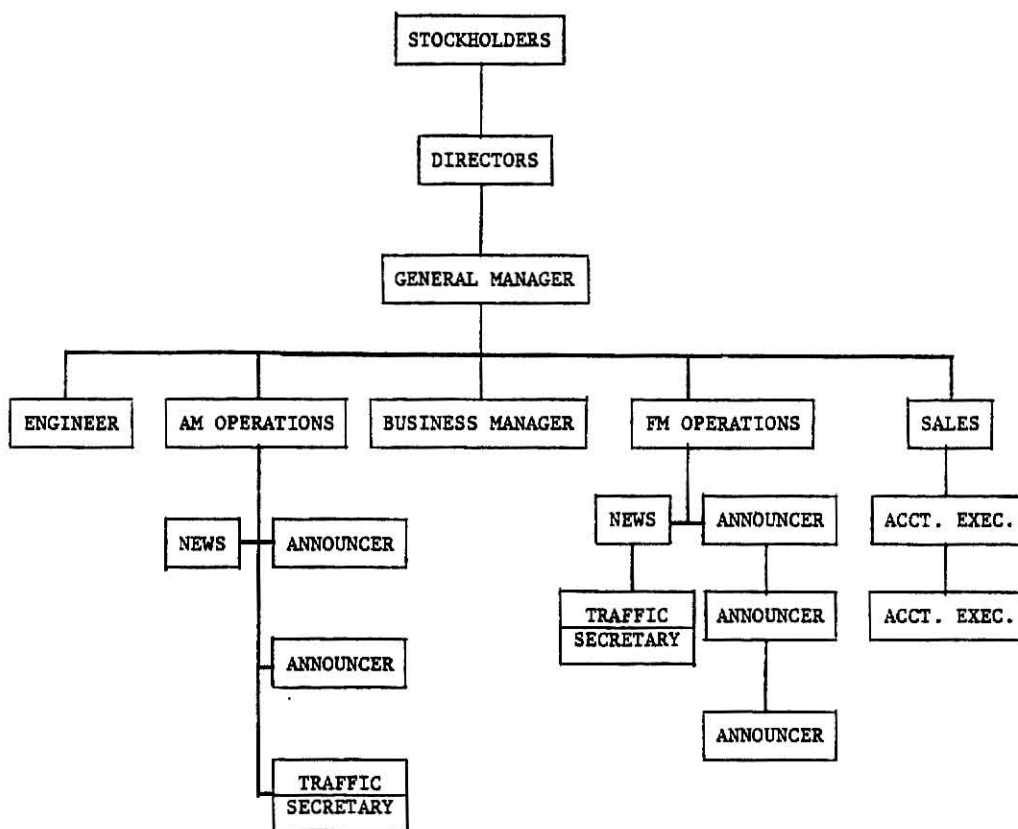 STOCKHOLDERS
DIRECTORS
GENERAL MANAGER
ENGINEER
AM OPERATIONS
BUSINESS MANAGER
FM OPERATIONS
SALES
NEWS
ANNOUNCER
ANNOUNCER
TRAFFIC
SECRETARY
NEWS
ANNOUNCER
TRAFFIC
SECRETARY
ANNOUNCER
ANNOUNCER
ACCT. EXEC.
ACCT. EXEC.